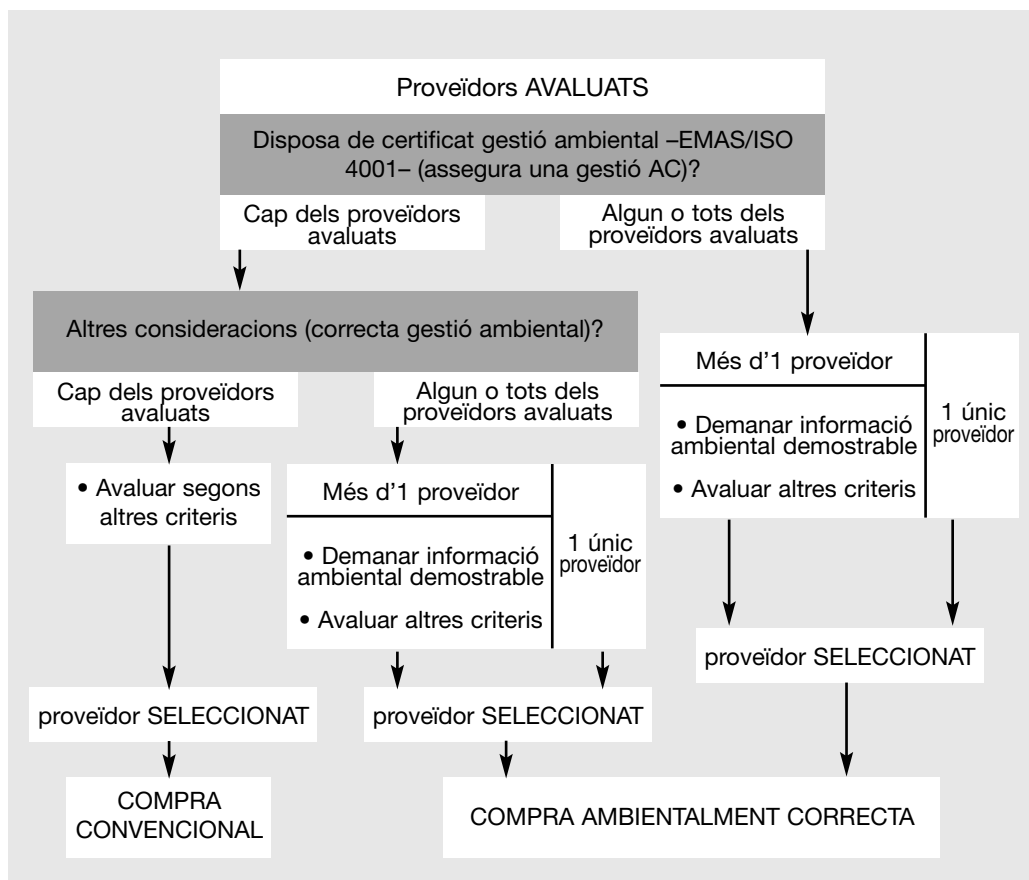 Proveïdors AVALUATS
Disposa de certificat gestió ambiental –EMAS/ISO
4001– (assegura una gestió AC)?
Cap dels proveïdors
avaluats
Algun o tots dels
proveïdors avaluats
Altres consideracions (correcta gestió ambiental)?
Cap dels proveïdors
avaluats
Algun o tots dels
proveïdors avaluats
Més d'1 proveïdor
• Demanar informació
ambiental demostrable
• Avaluar altres criteris
1 únic
proveïdor
• Avaluar segons
altres criteris
Més d'1 proveïdor
• Demanar informació
ambiental demostrable
• Avaluar altres criteris
1 únic
proveïdor
proveïdor SELECCIONAT
proveïdor SELECCIONAT
proveïdor SELECCIONAT
COMPRA
CONVENCIONAL
COMPRA AMBIENTALMENT CORRECTA